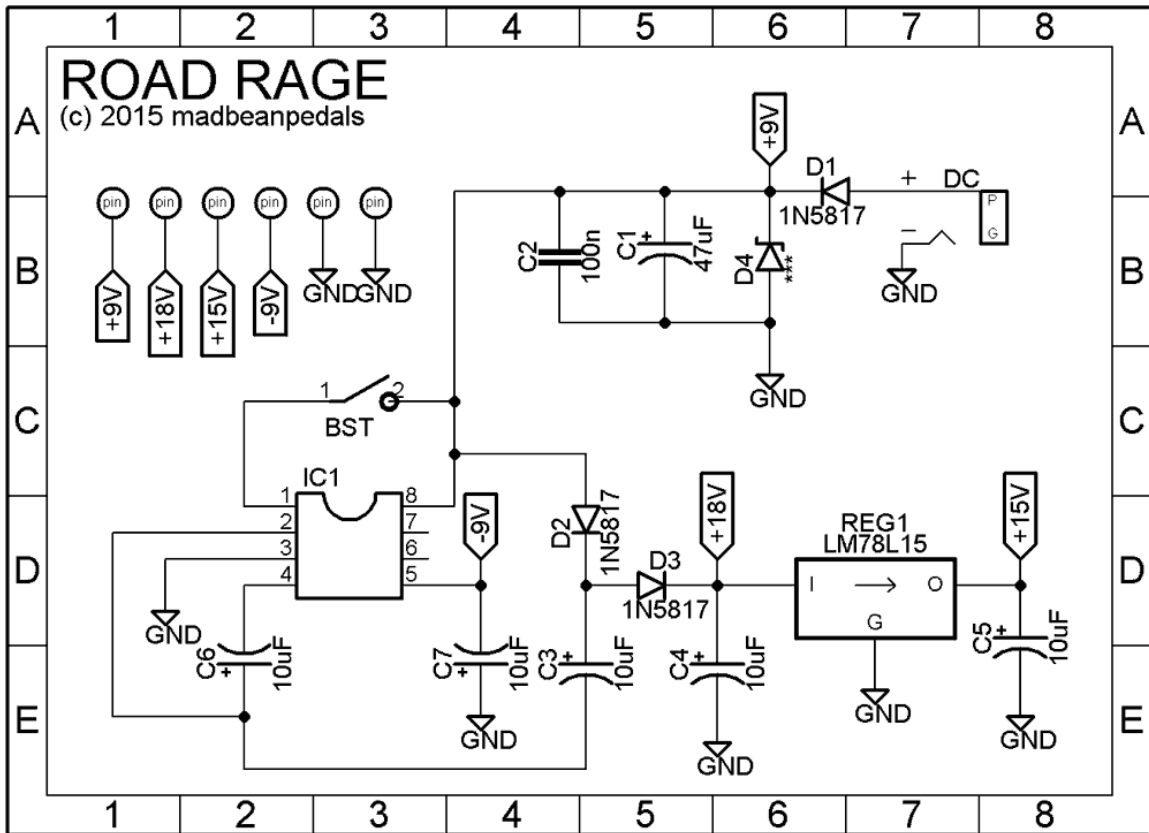 1 2 3 4 5 6 7 8
ROAD RAGE
(c) 2015 madbeanpedals
A A
B B
C C
D D
E E
pin pin pin pin pin pin
+9V +18V +15V -9V GND GND
+9V
D1
1N5817
+ DC
P
G
-
GND
C2 100n
C1 + 47uF
D4 ***
GND
1 2
BST
IC1
1 8
2 7
3 6
4 5
GND
-9V
D2 1N5817
D3
1N5817
+18V
REG1
LM78L15
I O
G
+15V
C6 + 10uF
C7 + 10uF
C3 + 10uF
C4 + 10uF
C5 + 10uF
GND
GND
GND
GND
1 2 3 4 5 6 7 8